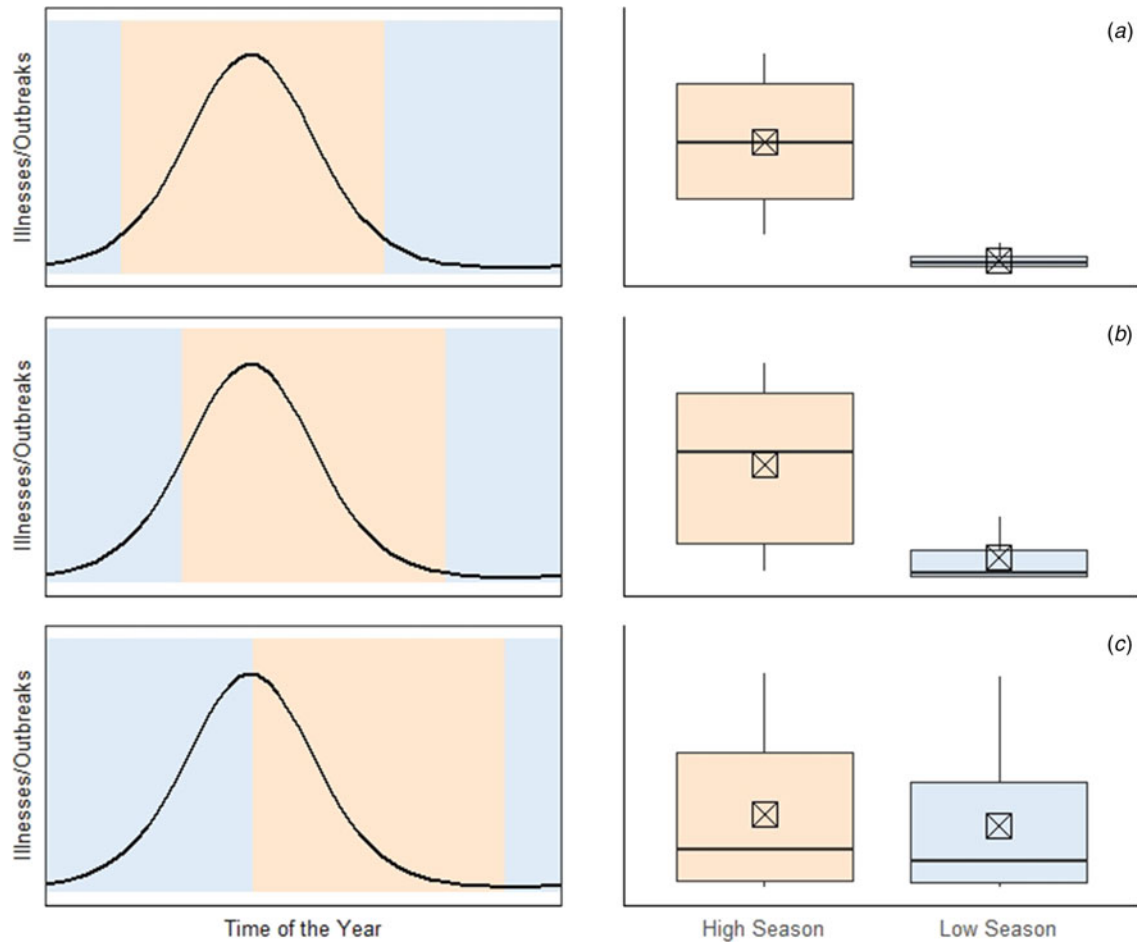 Illnesses/Outbreaks
(a)
Illnesses/Outbreaks
(b)
Illnesses/Outbreaks
(c)
Time of the Year
High Season
Low Season